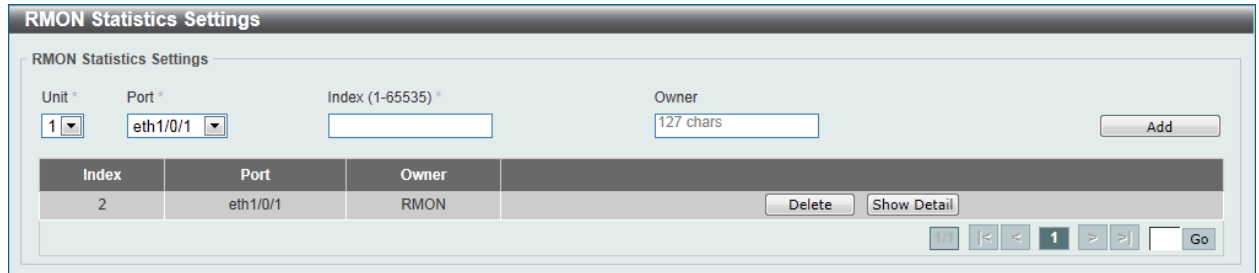 RMON Statistics Settings
RMON Statistics Settings
Unit * Port * Index (1-65535) * Owner
1 eth1/0/1 127 chars Add
Index Port Owner
2 eth1/0/1 RMON Delete Show Detail
1/1 |< < 1 > >| Go